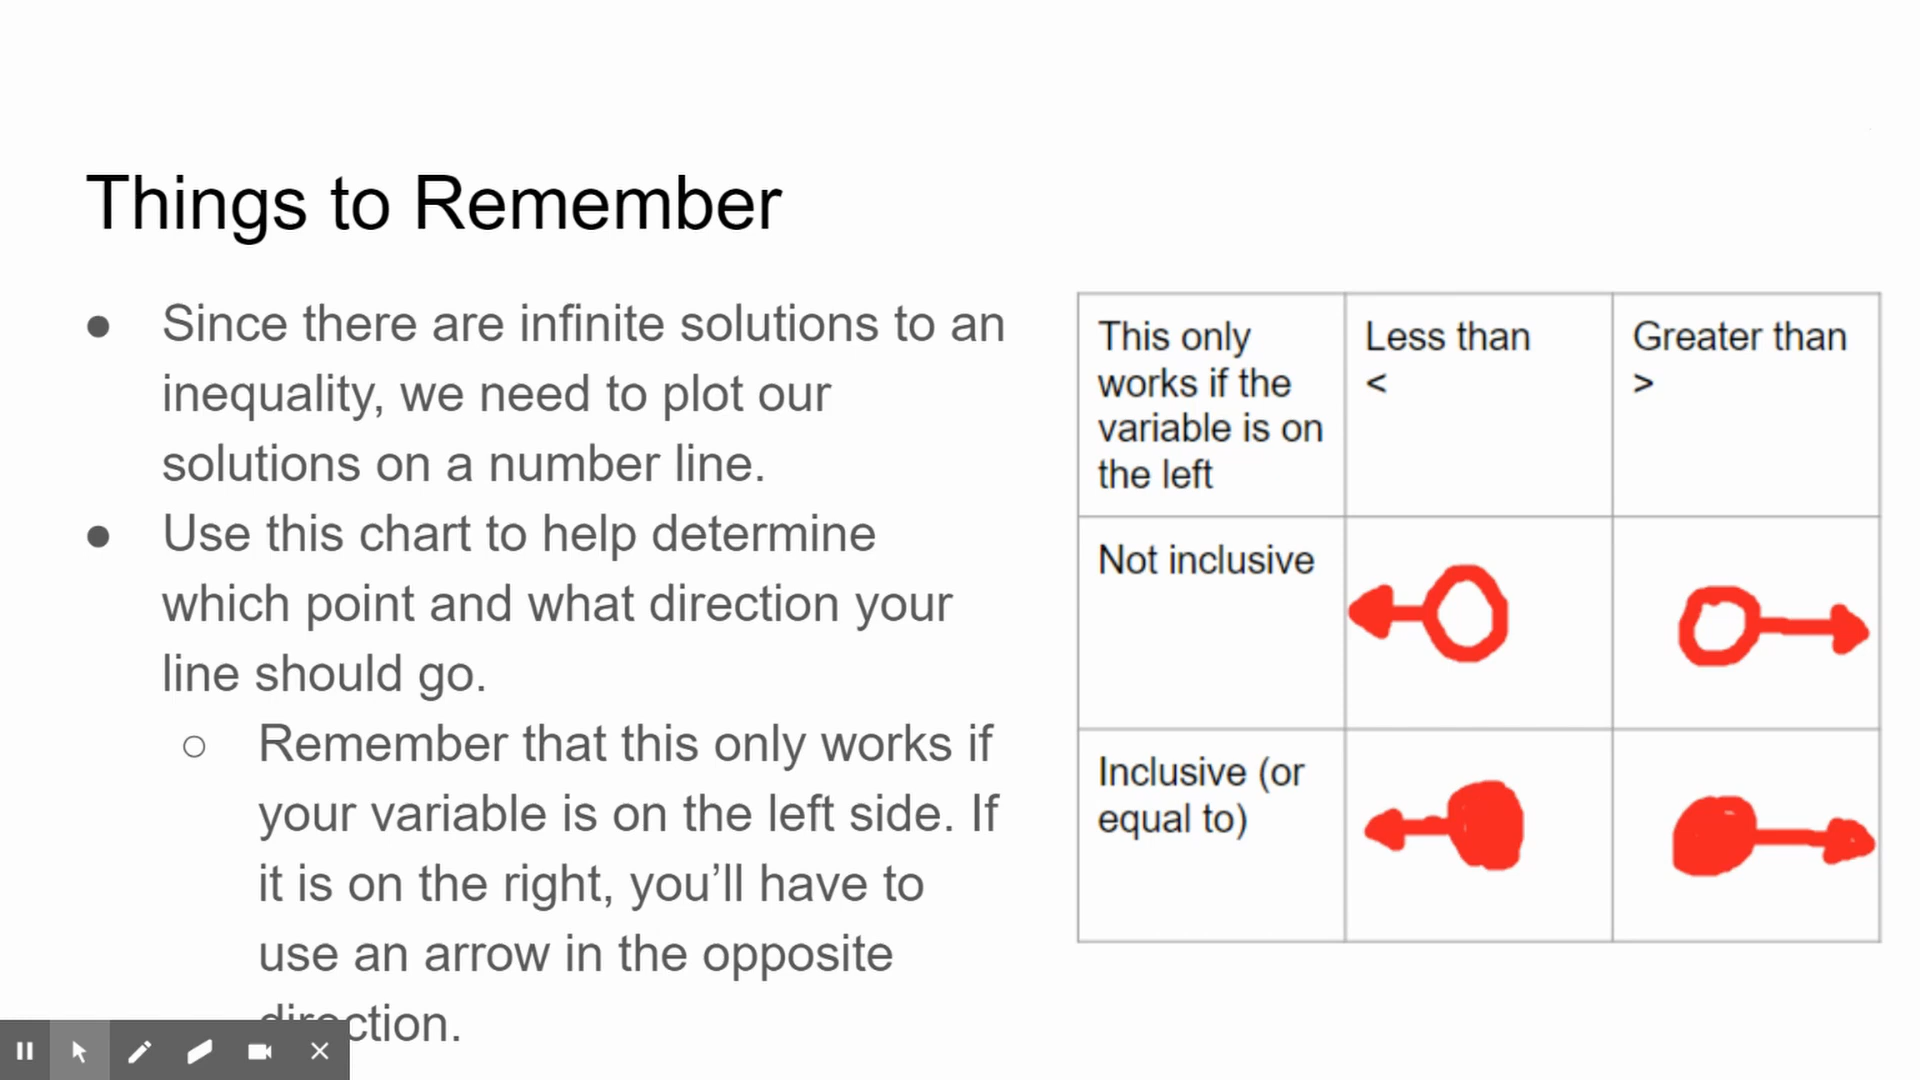 Things to Remember
● Since there are infinite solutions to an
inequality, we need to plot our
solutions on a number line.
● Use this chart to help determine
which point and what direction your
line should go.
○ Remember that this only works if
your variable is on the left side. If
it is on the right, you’ll have to
use an arrow in the opposite
direction.
This only
works if the
variable is on
the left
Less than
<
Greater than
>
Not inclusive
Inclusive (or
equal to)